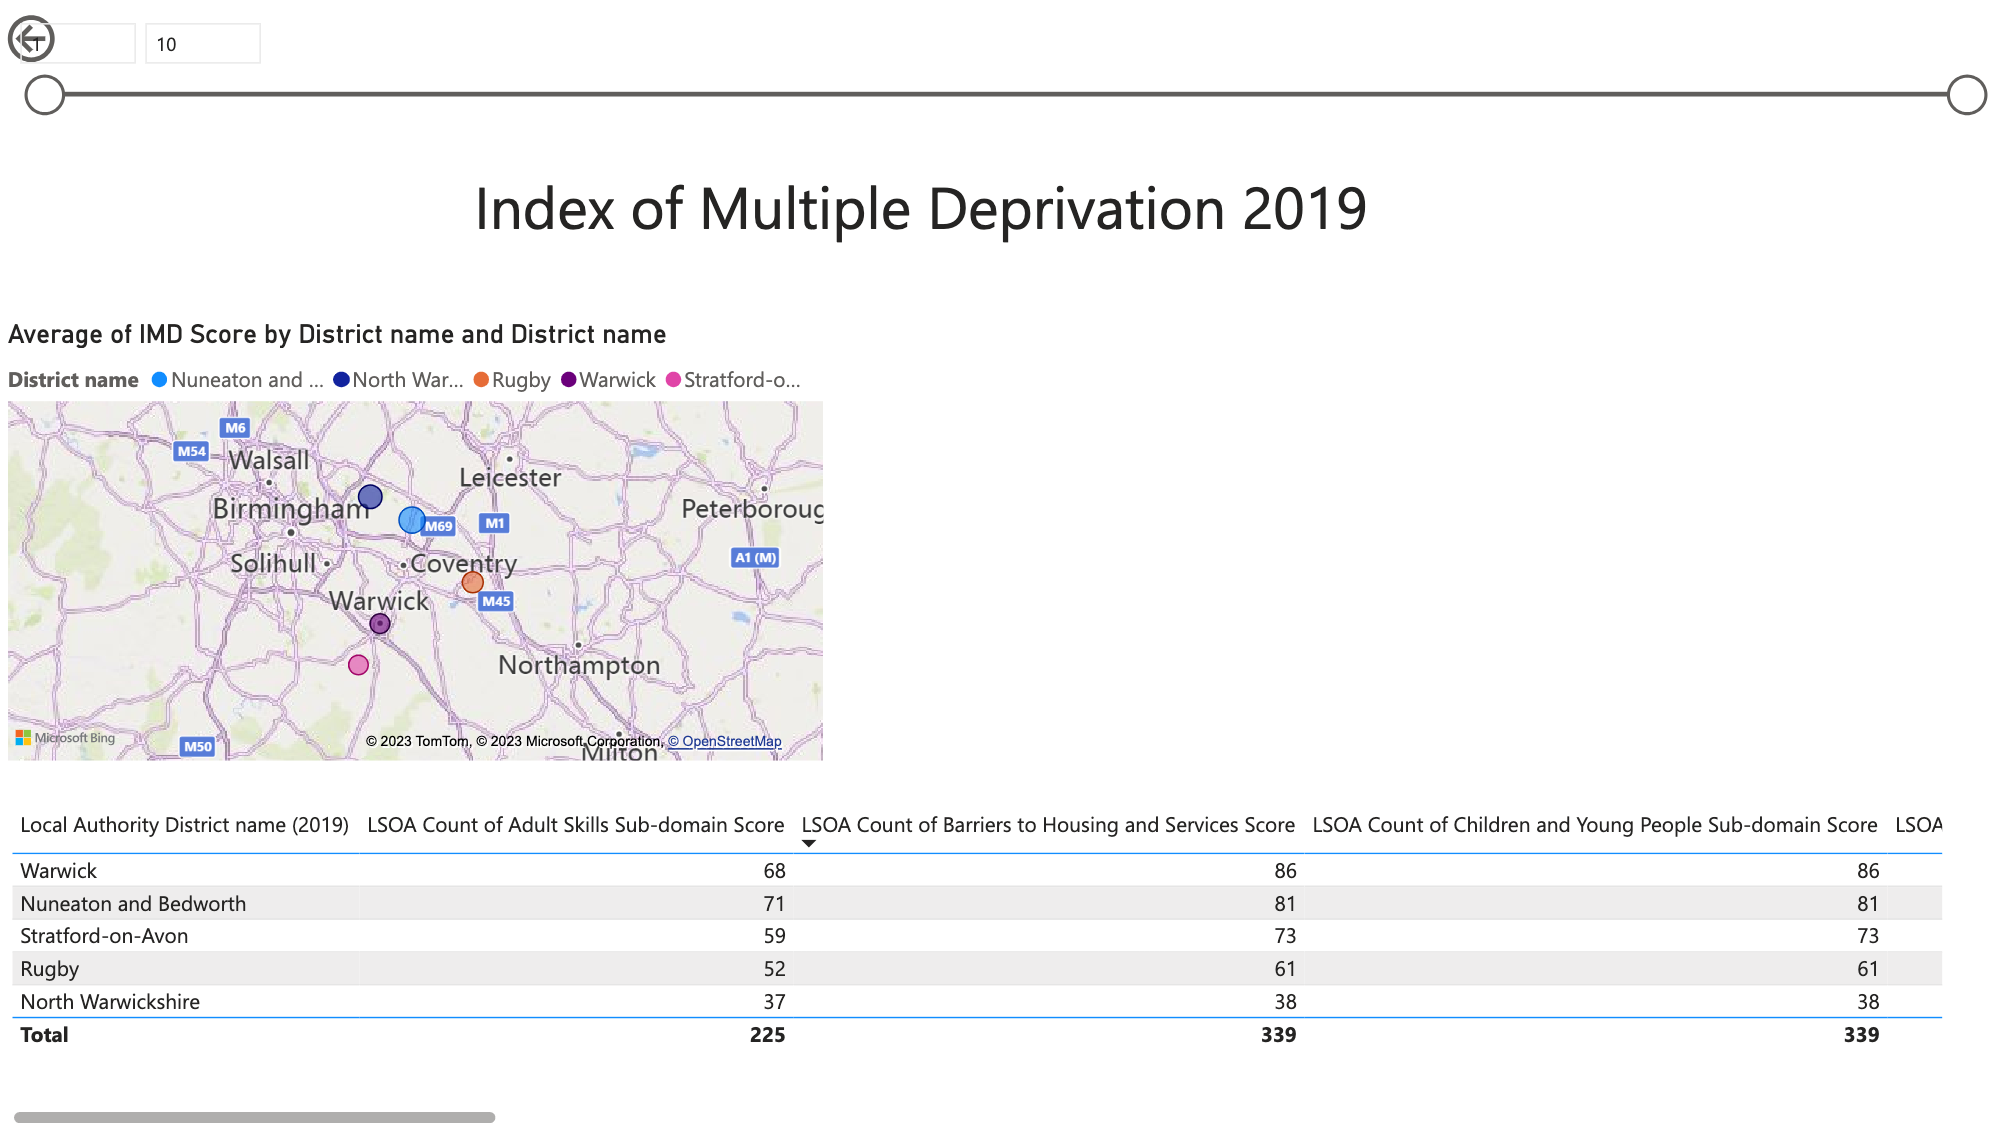 1 10
Index of Multiple Deprivation 2019
Average of IMD Score by District name and District name
District name Nuneaton and ... North War... Rugby Warwick Stratford-o...
M6
M54
Walsall
Leicester
Birmingham
Peterboroug
M69 M1
A1 (M)
Solihull Coventry
Warwick M45
Northampton
Microsoft Bing
M50
© 2023 TomTom, © 2023 Microsoft Corporation, © OpenStreetMap
Milton
Local Authority District name (2019) LSOA Count of Adult Skills Sub-domain Score LSOA Count of Barriers to Housing and Services Score LSOA Count of Children and Young People Sub-domain Score LSOA
Warwick 68 86 86
Nuneaton and Bedworth 71 81 81
Stratford-on-Avon 59 73 73
Rugby 52 61 61
North Warwickshire 37 38 38
Total 225 339 339